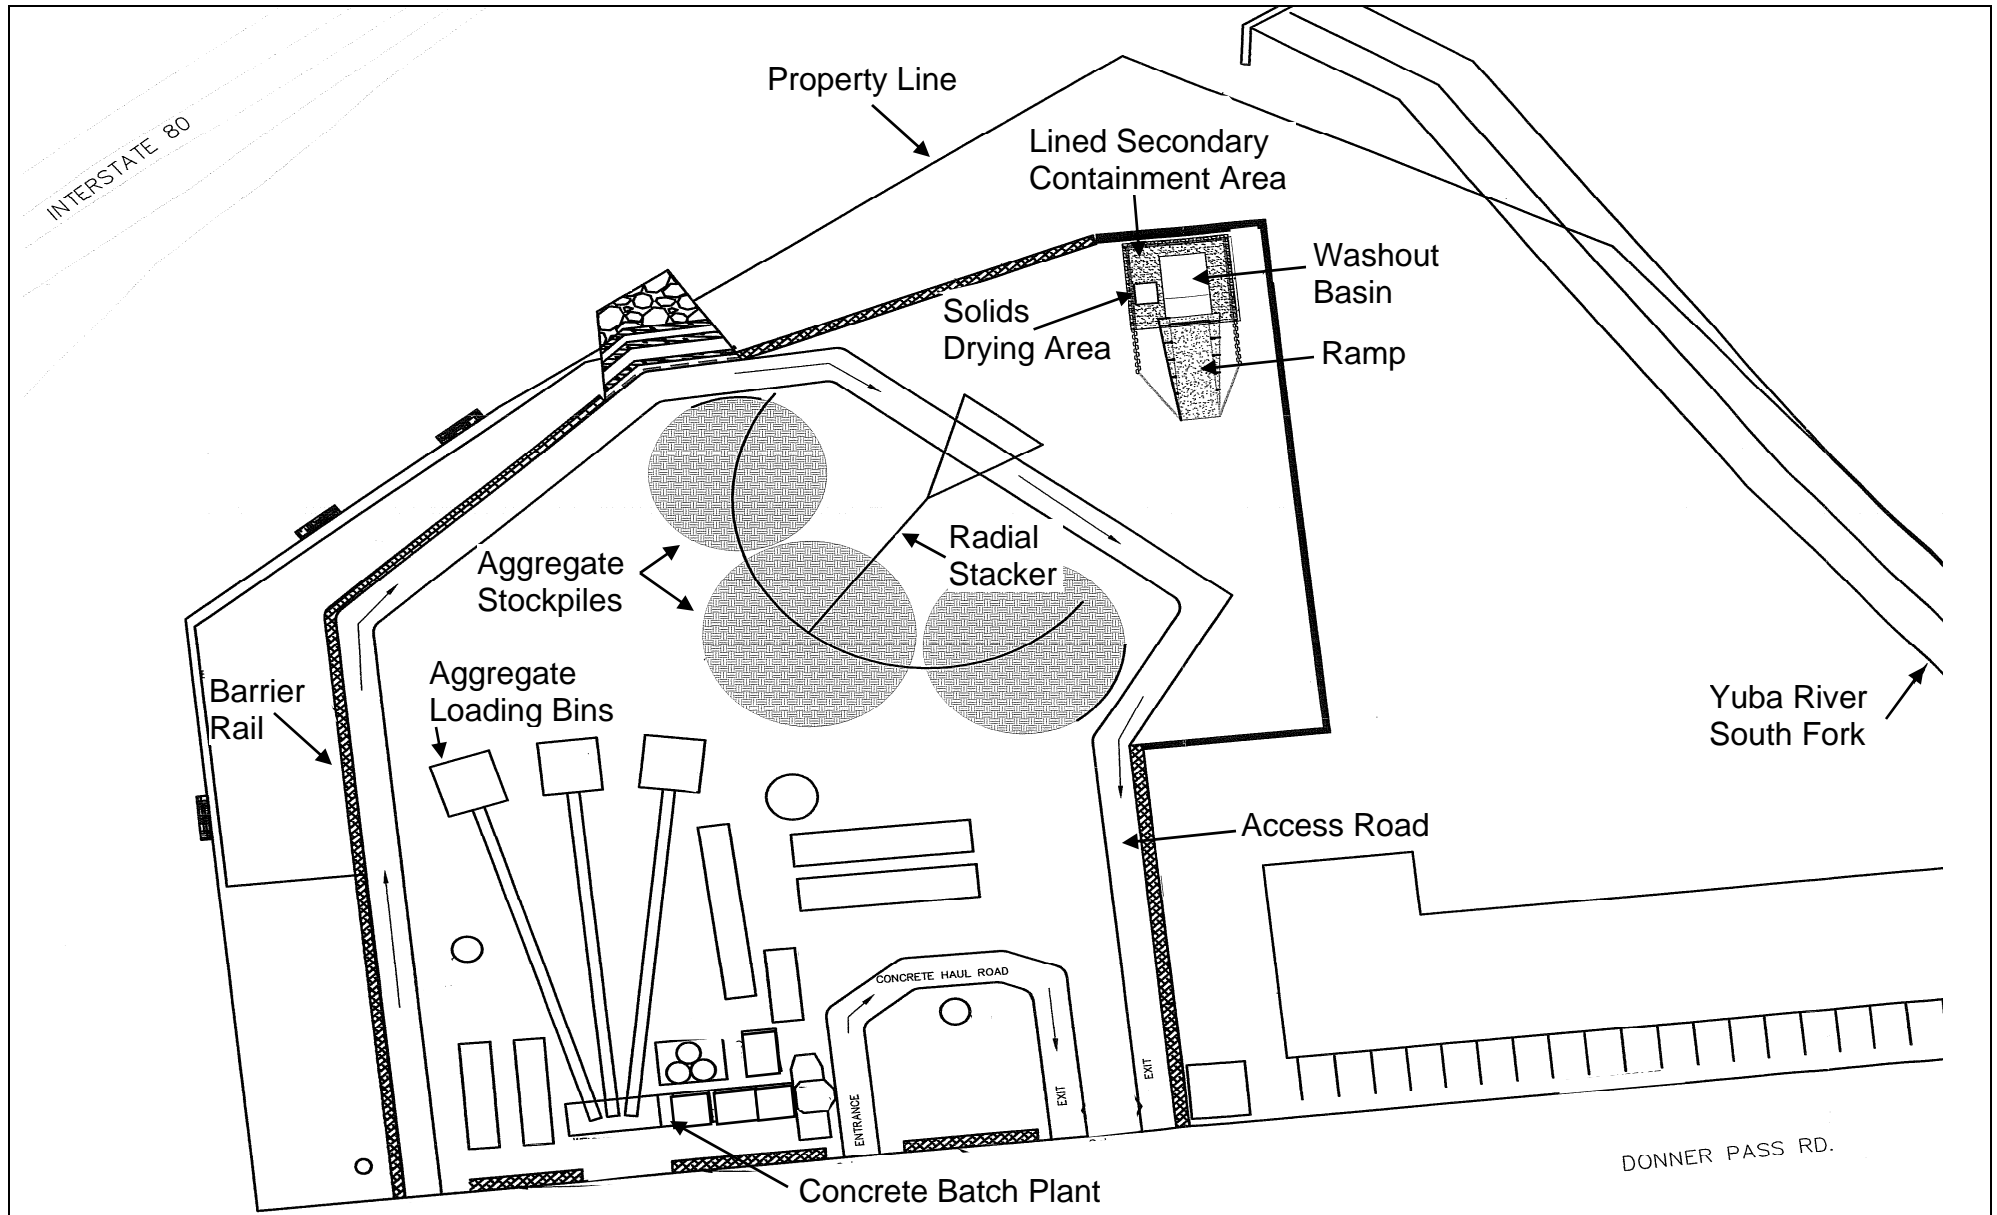 Property Line
INTERSTATE 80
Lined Secondary
Containment Area
Washout
Basin
Solids
Drying Area
Ramp
Radial
Stacker
Aggregate
Stockpiles
Aggregate
Loading Bins
Barrier
Rail
Yuba River
South Fork
Access Road
CONCRETE HAUL ROAD
ENTRANCE
EXIT
EXIT
DONNER PASS RD.
Concrete Batch Plant